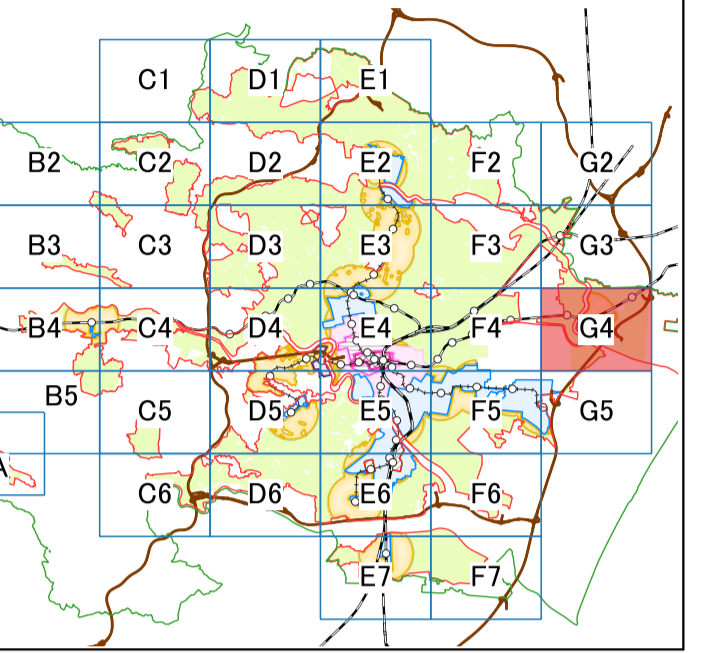 C1 D1 E1
B2 C2 D2 E2 F2 G2
B3 C3 D3 E3 F3 G3
B4 C4 D4 E4 F4 G4
B5 C5 D5 E5 F5 G5
A C6 D6 E6 F6
E7 F7